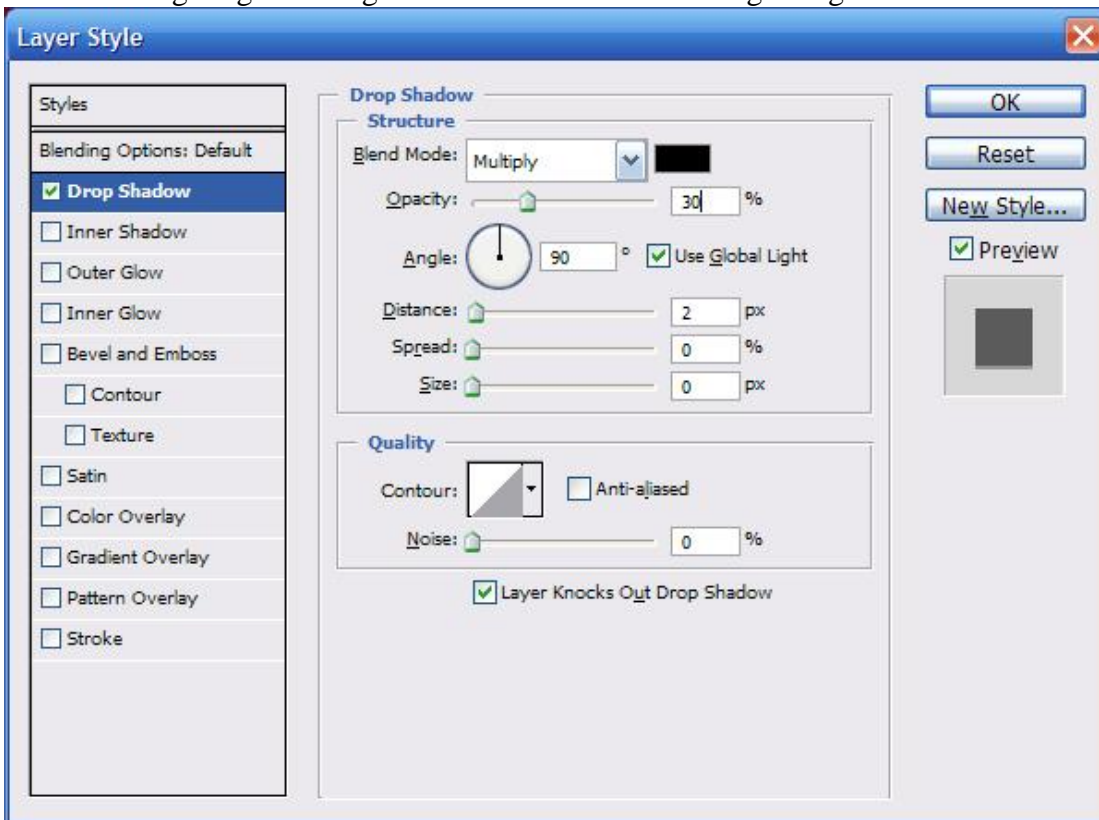 Layer Style
Styles
Blending Options: Default
Drop Shadow
Inner Shadow
Outer Glow
Inner Glow
Bevel and Emboss
Contour
Texture
Satin
Color Overlay
Gradient Overlay
Pattern Overlay
Stroke
Drop Shadow
Structure
Blend Mode: Multiply
Opacity: 30 %
Angle: 90 ° Use Global Light
Distance: 2 px
Spread: 0 %
Size: 0 px
Quality
Contour: Anti-aliased
Noise: 0 %
Layer Knocks Out Drop Shadow
OK
Reset
New Style...
Preview